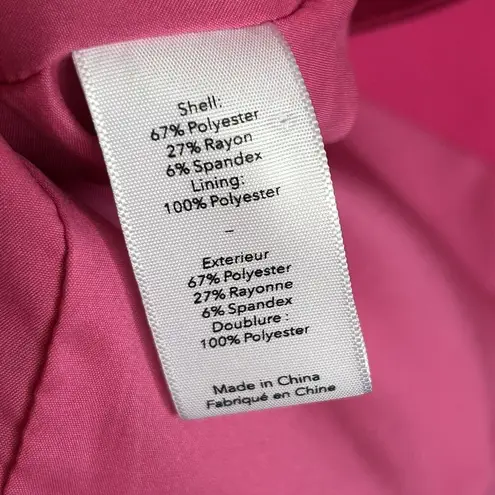 Shell:
67% Polyester
27% Rayon
6% Spandex
Lining:
100% Polyester
–
Exterieur
67% Polyester
27% Rayonne
6% Spandex
Doublure :
100% Polyester
Made in China
Fabriqué en Chine